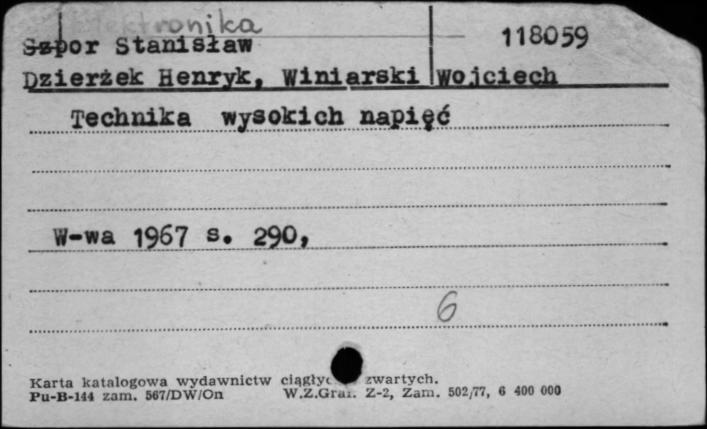 elektronika
Szpor Stanisław 118059
Dzierżek Henryk, Winiarski Wojciech
Technika wysokich napięć
W-wa 1967 s. 290,
6
Karta katalogowa wydawnictw zwartych.
Pu-B-144 zam. 567/DW/On W.Z.Graf. Z-2, Zam. 502/77, 6 400 000